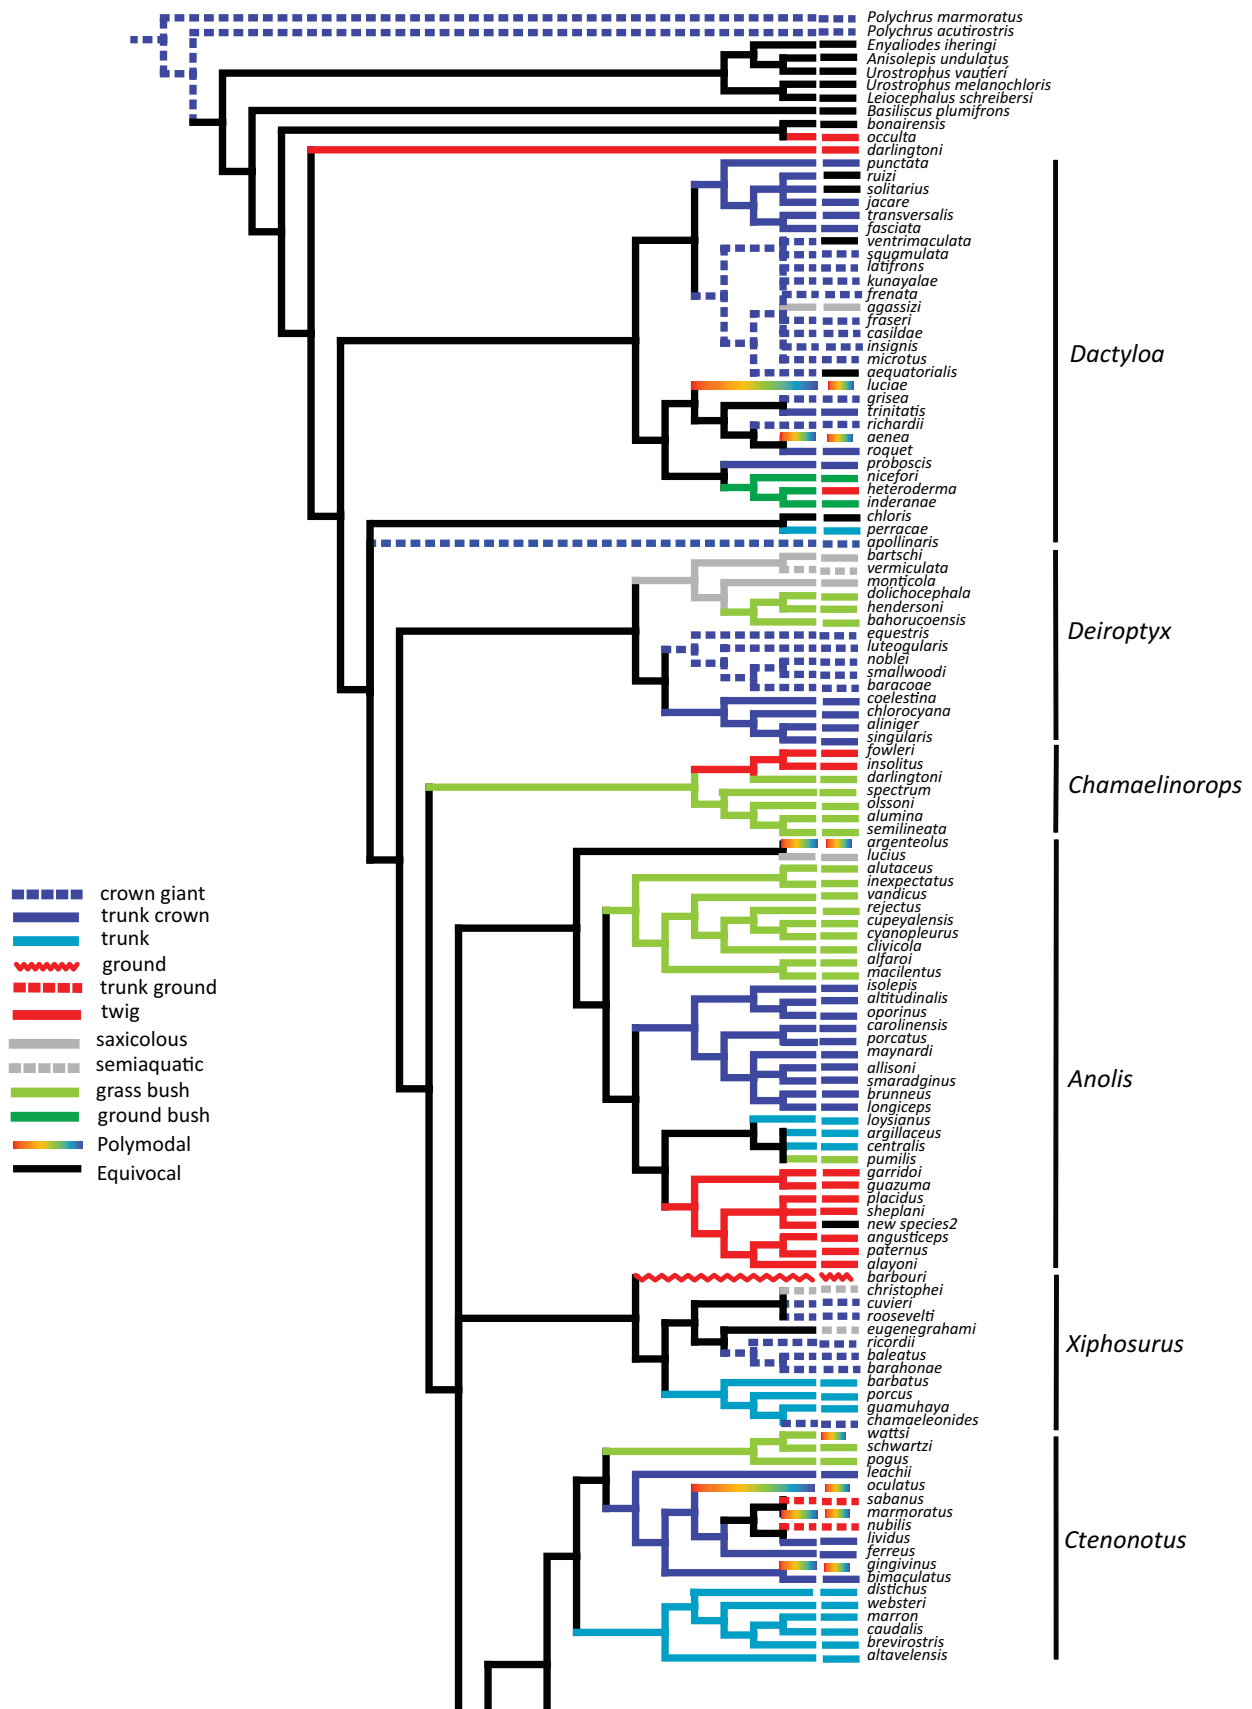 Polychrus marmoratus
Polychrus acutirostris
Enyaliodes iheringi
Anisolepis undulatus
Urostrophus vautieri
Urostrophus melanochloris
Leiocephalus schreibersi
Basiliscus plumifrons
bonairensis
occulta
darlingtoni
punctata
ruizi
solitarius
jacare
transversalis
fasciata
ventrimaculata
squamulata
latifrons
kunayalae
frenata
agassizi
fraseri
casildae
insignis
microtus
aequatorialis
luciae
grisea
trinitatis
richardii
aenea
roquet
proboscis
nicefori
heteroderma
inderanae
chloris
perracae
apollinaris
Dactyloa
bartschi
vermiculata
monticola
dolichocephala
hendersoni
bahorucoensis
equestris
luteogularis
noblei
smallwoodi
baracoae
coelestina
chlorocyana
aliniger
singularis
Deiroptyx
fowleri
insolitus
darlingtoni
spectrum
olssoni
alumina
semilineata
Chamaelinorops
argenteolus
lucius
alutaceus
inexpectatus
vandicus
rejectus
cupeyalensis
cyanopleurus
clivicola
alfaroi
macilentus
isolepis
altitudinalis
oporinus
carolinensis
porcatus
maynardi
allisoni
smaradginus
brunneus
longiceps
loysianus
argillaceus
centralis
pumilis
garridoi
guazuma
placidus
sheplani
new species2
angusticeps
paternus
alayoni
Anolis
barbouri
christophei
cuvieri
roosevelti
eugenegrahami
ricordii
baleatus
barahonae
barbatus
porcus
guamuhaya
chamaeleonides
Xiphosurus
wattsi
schwartzi
pogus
leachii
oculatus
sabanus
marmoratus
nubilis
lividus
ferreus
gingivinus
bimaculatus
distichus
websteri
marron
caudalis
brevirostris
altavelensis
Ctenonotus
crown giant
trunk crown
trunk
ground
trunk ground
twig
saxicolous
semiaquatic
grass bush
ground bush
Polymodal
Equivocal